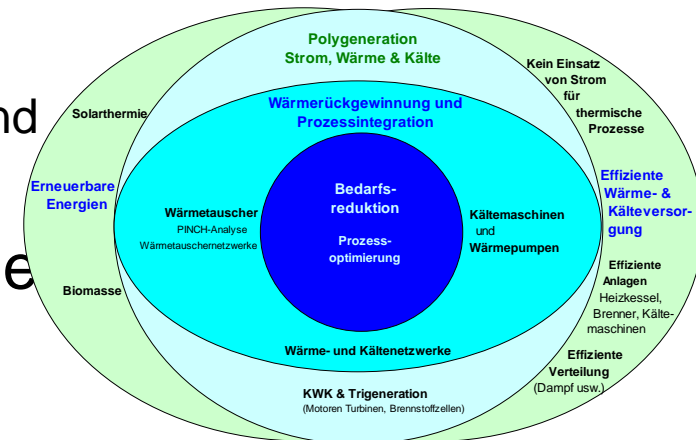 Polygeneration
Strom, Wärme & Kälte
Kein Einsatz
von Strom
für
thermische
Prozesse
Solarthermie
nd
Wärmerückgewinnung und
Prozessintegration
Erneuerbare
Energien
Bedarfs-
reduktion
Prozess-
optimierung
Wärmetauscher
PINCH-Analyse
Wärmetauschernetzwerke
Kältemaschinen
und
Wärmepumpen
Effiziente
Wärme- &
Kälteversor-
gung
e
Biomasse
Effiziente
Anlagen
Heizkessel,
Brenner, Kälte-
maschinen
Wärme- und Kältenetzwerke
Effiziente
Verteilung
(Dampf usw.)
KWK & Trigeneration
(Motoren Turbinen, Brennstoffzellen)